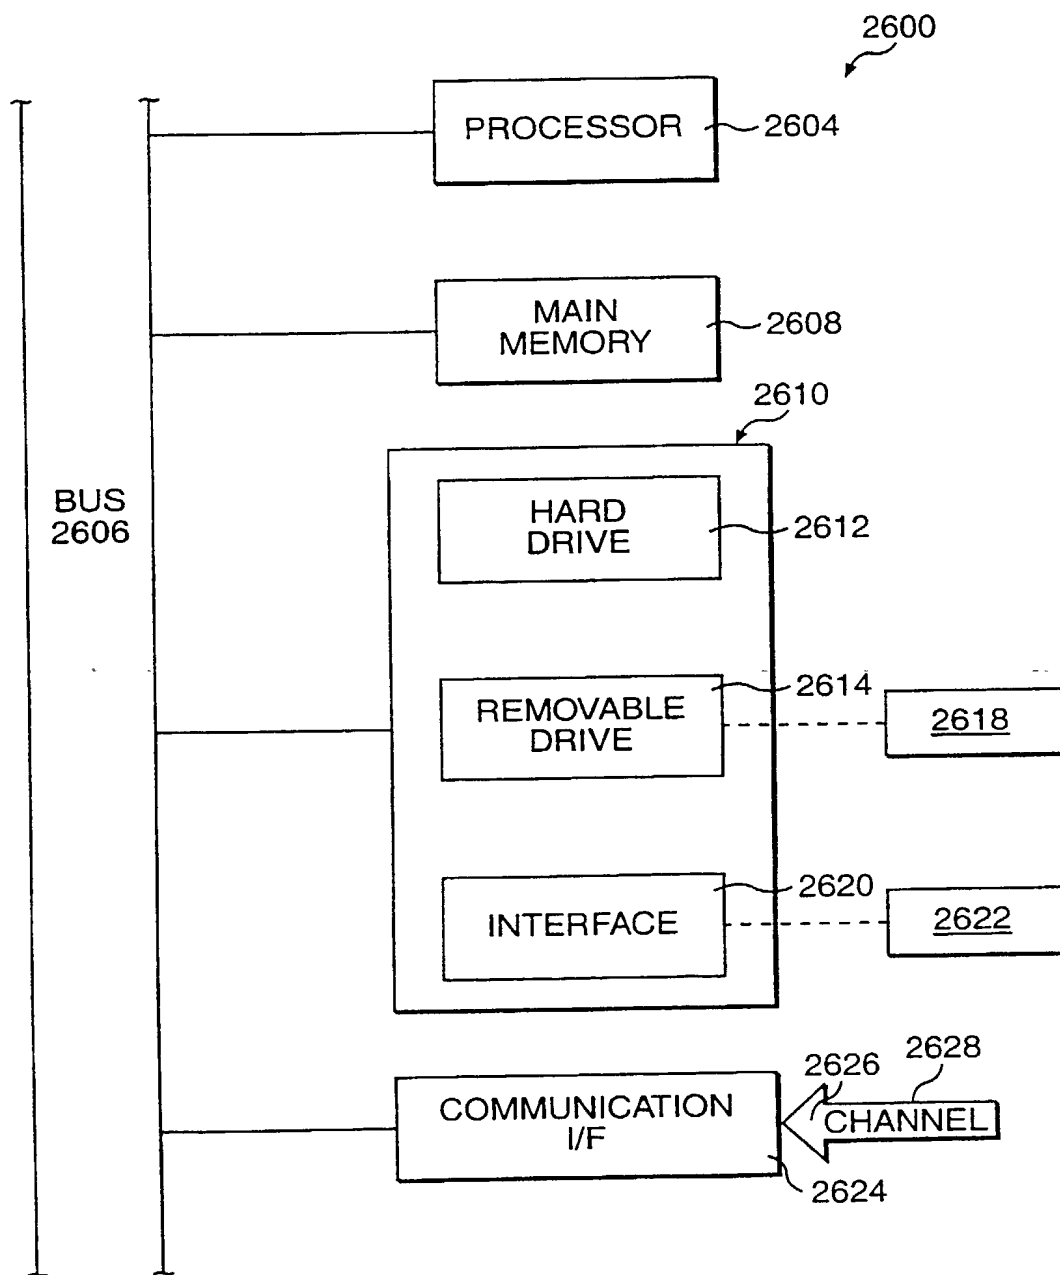 2600
PROCESSOR
2604
MAIN
MEMORY
2608
2610
BUS
2606
HARD
DRIVE
2612
REMOVABLE
DRIVE
2614
2618
INTERFACE
2620
2622
COMMUNICATION
I/F
2624
2626
2628
CHANNEL